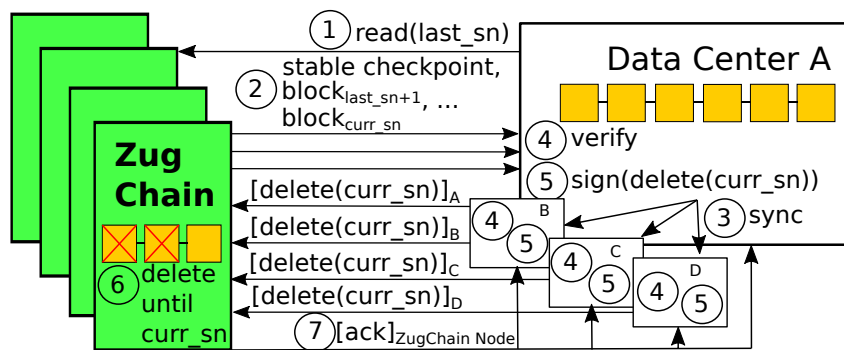 1 read(last_sn)
Data Center A
2 stable checkpoint,
block_last_sn+1, ...
block_curr_sn
4 verify
5 sign(delete(curr_sn))
3 sync
Zug
Chain
[delete(curr_sn)]_A
[delete(curr_sn)]_B
[delete(curr_sn)]_C
[delete(curr_sn)]_D
B
4
5
C
4
5
D
4
5
6 delete
until
curr_sn
7 [ack]_ZugChain Node